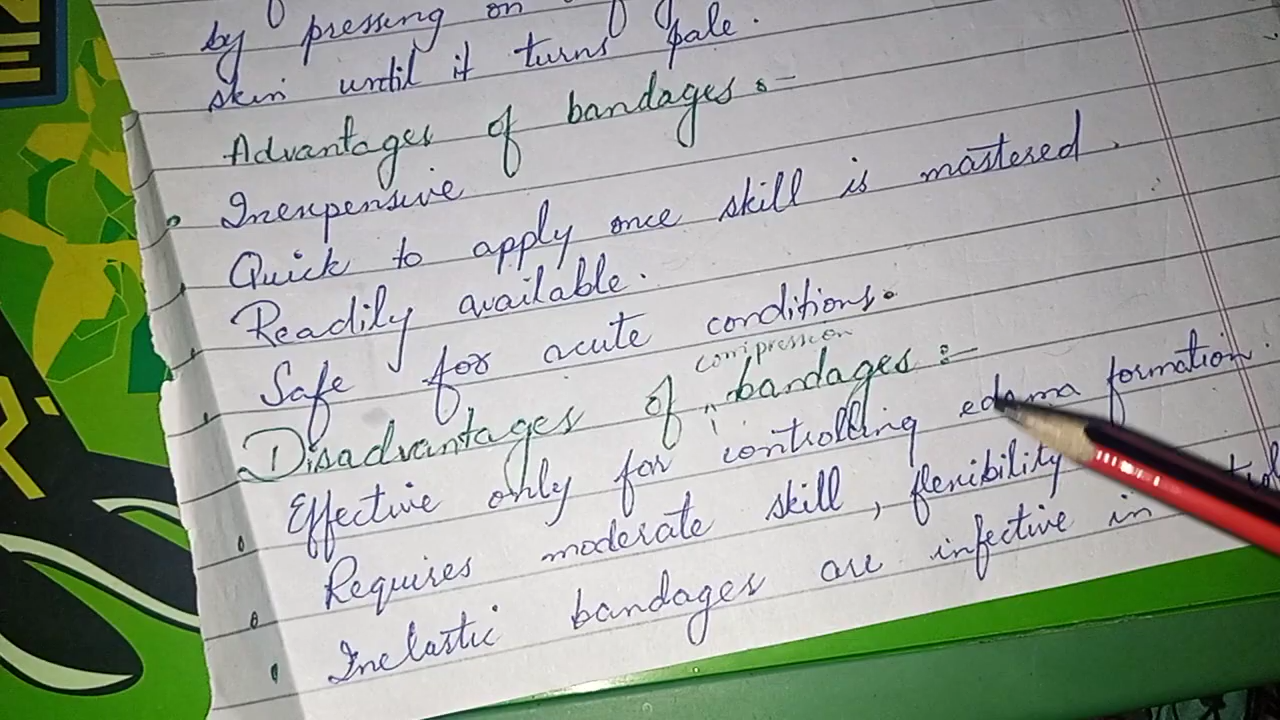 by pressing on
skin until it turns pale.
Advantages of bandages :-
Inexpensive
Quick to apply once skill is mastered.
Readily available.
Safe for acute conditions.
compression
Disadvantages of bandages :-
Effective only for controlling edema formation.
Requires moderate skill, flexibility
Inelastic bandages are infective in